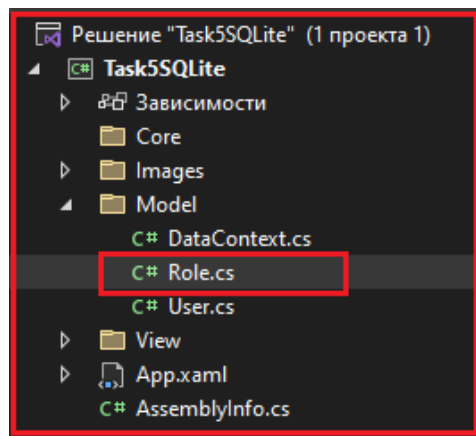 Решение "Task5SQLite" (1 проекта 1)
C# Task5SQLite
Зависимости
Core
Images
Model
C# DataContext.cs
C# Role.cs
C# User.cs
View
App.xaml
C# AssemblyInfo.cs